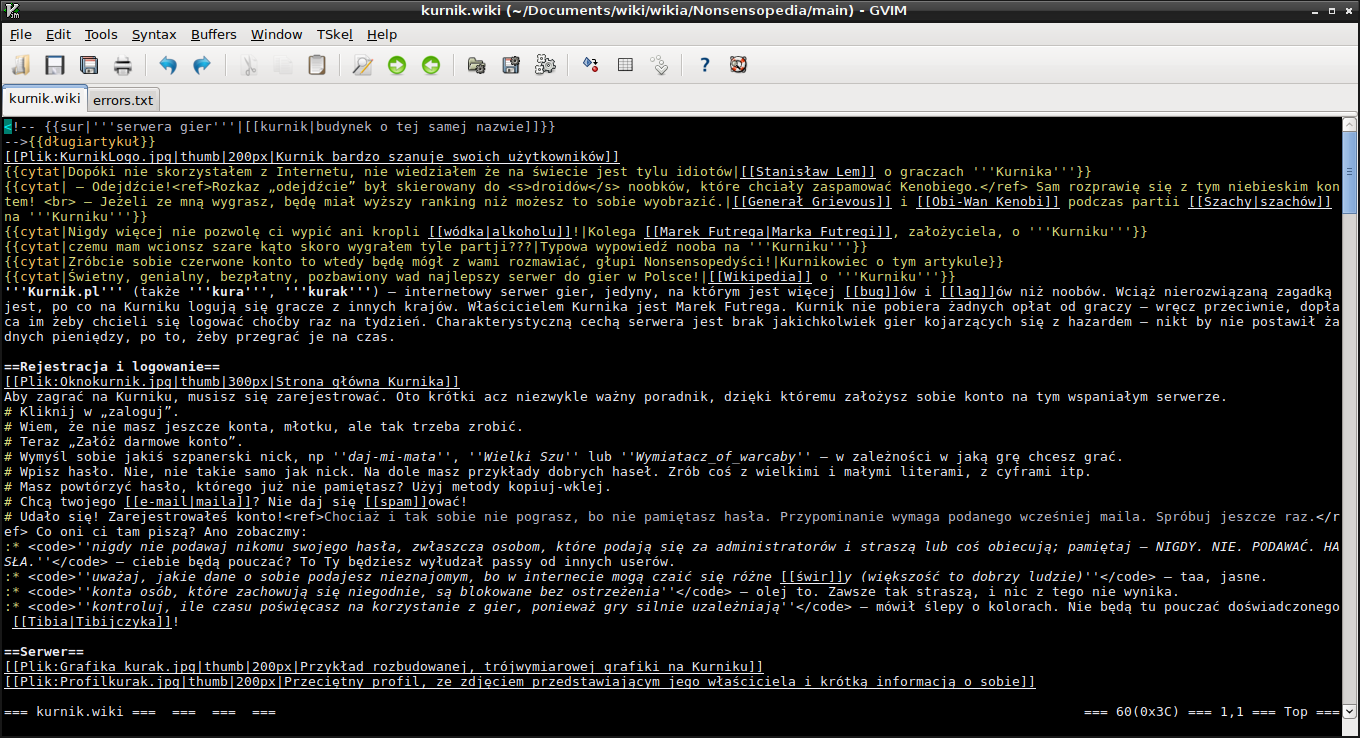 kurnik.wiki (~/Documents/wiki/wikia/Nonsensopedia/main) - GVIM
File Edit Tools Syntax Buffers Window TSkel Help
kurnik.wiki errors.txt
<!-- {{sur|'''serwera gier'''|[[kurnik|budynek o tej samej nazwie]]}}
-->{{długiartykuł}}
[[Plik:KurnikLogo.jpg|thumb|200px|Kurnik bardzo szanuje swoich użytkowników]]
{{cytat|Dopóki nie skorzystałem z Internetu, nie wiedziałem że na świecie jest tylu idiotów|[[Stanisław Lem]] o graczach '''Kurnika'''}}
{{cytat| – Odejdźcie!<ref>Rozkaz „odejdźcie” był skierowany do <s>droidów</s> noobków, które chciały zaspamować Kenobiego.</ref> Sam rozprawię się z tym niebieskim kon
tem! <br> – Jeżeli ze mną wygrasz, będę miał wyższy ranking niż możesz to sobie wyobrazić.|[[Generał Grievous]] i [[Obi-Wan Kenobi]] podczas partii [[Szachy|szachów]]
na '''Kurniku'''}}
{{cytat|Nigdy więcej nie pozwolę ci wypić ani kropli [[wódka|alkoholu]]!|Kolega [[Marek Futrega|Marka Futregi]], założyciela, o '''Kurniku'''}}
{{cytat|czemu mam wcionsz szare kąto skoro wygrałem tyle partji???|Typowa wypowiedź nooba na '''Kurniku'''}}
{{cytat|Zróbcie sobie czerwone konto to wtedy będę mógł z wami rozmawiać, głupi Nonsensopedyści!|Kurnikowiec o tym artykule}}
{{cytat|Świetny, genialny, bezpłatny, pozbawiony wad najlepszy serwer do gier w Polsce!|[[Wikipedia]] o '''Kurniku'''}}
'''Kurnik.pl''' (także '''kura''', '''kurak''') – internetowy serwer gier, jedyny, na którym jest więcej [[bug]]ów i [[lag]]ów niż noobów. Wciąż nierozwiązaną zagadką
jest, po co na Kurniku logują się gracze z innych krajów. Właścicielem Kurnika jest Marek Futrega. Kurnik nie pobiera żadnych opłat od graczy – wręcz przeciwnie, dopła
ca im żeby chcieli się logować choćby raz na tydzień. Charakterystyczną cechą serwera jest brak jakichkolwiek gier kojarzących się z hazardem – nikt by nie postawił ża
dnych pieniędzy, po to, żeby przegrać je na czas.
==Rejestracja i logowanie==
[[Plik:Oknokurnik.jpg|thumb|300px|Strona główna Kurnika]]
Aby zagrać na Kurniku, musisz się zarejestrować. Oto krótki acz niezwykle ważny poradnik, dzięki któremu założysz sobie konto na tym wspaniałym serwerze.
# Kliknij w „zaloguj”.
# Wiem, że nie masz jeszcze konta, młotku, ale tak trzeba zrobić.
# Teraz „Załóż darmowe konto”.
# Wymyśl sobie jakiś szpanerski nick, np ''daj-mi-mata'', ''Wielki Szu'' lub ''Wymiatacz_of_warcaby'' – w zależności w jaką grę chcesz grać.
# Wpisz hasło. Nie, nie takie samo jak nick. Na dole masz przykłady dobrych haseł. Zrób coś z wielkimi i małymi literami, z cyframi itp.
# Masz powtórzyć hasło, którego już nie pamiętasz? Użyj metody kopiuj-wklej.
# Chcą twojego [[e-mail|maila]]? Nie daj się [[spam]]ować!
# Udało się! Zarejestrowałeś konto!<ref>Chociaż i tak sobie nie pograsz, bo nie pamiętasz hasła. Przypominanie wymaga podanego wcześniej maila. Spróbuj jeszcze raz.</r
ef> Co oni ci tam piszą? Ano zobaczmy:
:* <code>''nigdy nie podawaj nikomu swojego hasła, zwłaszcza osobom, które podają się za administratorów i straszą lub coś obiecują; pamiętaj – NIGDY. NIE. PODAWAĆ. HA
SŁA.''</code> – ciebie będą pouczać? To Ty będziesz wyłudzał passy od innych userów.
:* <code>''uważaj, jakie dane o sobie podajesz nieznajomym, bo w internecie mogą czaić się różne [[świr]]y (większość to dobrzy ludzie)''</code> – taa, jasne.
:* <code>''konta osób, które zachowują się niegodnie, są blokowane bez ostrzeżenia''</code> – olej to. Zawsze tak straszą, i nic z tego nie wynika.
:* <code>''kontroluj, ile czasu poświęcasz na korzystanie z gier, ponieważ gry silnie uzależniają''</code> – mówił ślepy o kolorach. Nie będą tu pouczać doświadczonego
[[Tibia|Tibijczyka]]!
==Serwer==
[[Plik:Grafika kurak.jpg|thumb|200px|Przykład rozbudowanej, trójwymiarowej grafiki na Kurniku]]
[[Plik:Profilkurak.jpg|thumb|200px|Przeciętny profil, ze zdjęciem przedstawiającym jego właściciela i krótką informacją o sobie]]
=== kurnik.wiki === === === === === 60(0x3C) === 1,1 === Top ===